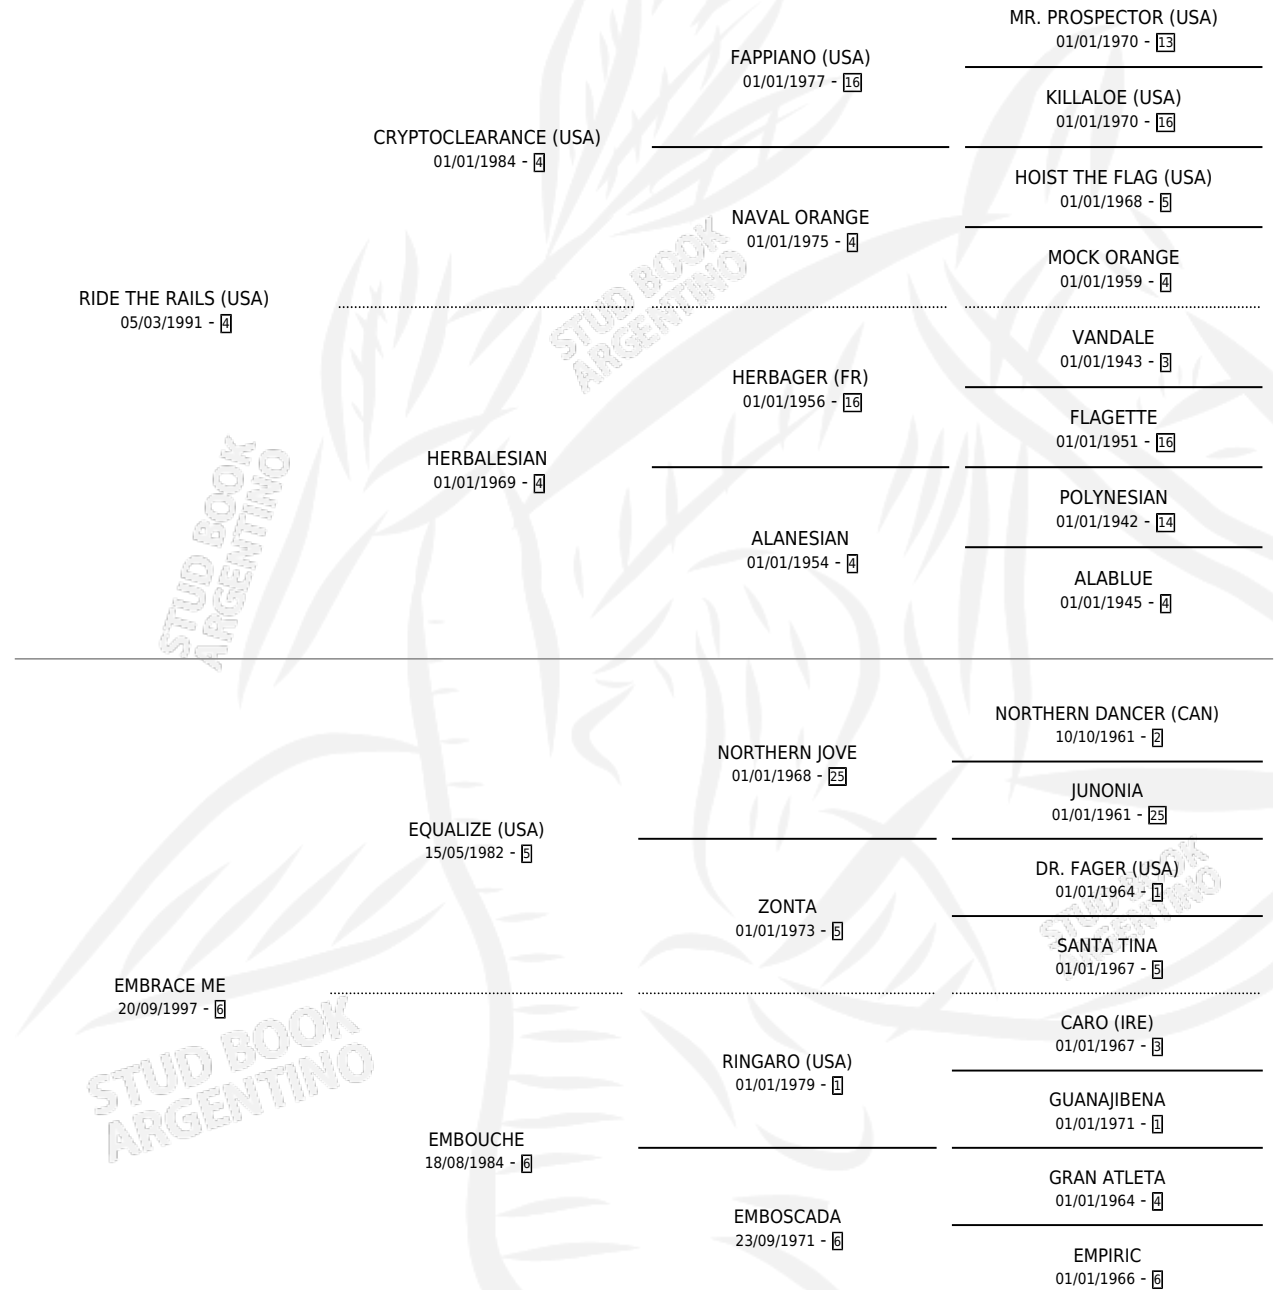 MR. PROSPECTOR (USA)
01/01/1970 - 13
FAPPIANO (USA)
01/01/1977 - 16
KILLALOE (USA)
01/01/1970 - 16
CRYPTOCLEARANCE (USA)
01/01/1984 - 4
HOIST THE FLAG (USA)
01/01/1968 - 5
NAVAL ORANGE
01/01/1975 - 4
MOCK ORANGE
01/01/1959 - 4
RIDE THE RAILS (USA)
05/03/1991 - 4
VANDALE
01/01/1943 - 3
HERBAGER (FR)
01/01/1956 - 16
FLAGETTE
01/01/1951 - 16
HERBALESIAN
01/01/1969 - 4
POLYNESIAN
01/01/1942 - 14
ALANESIAN
01/01/1954 - 4
ALABLUE
01/01/1945 - 4
NORTHERN DANCER (CAN)
10/10/1961 - 2
NORTHERN JOVE
01/01/1968 - 25
JUNONIA
01/01/1961 - 25
EQUALIZE (USA)
15/05/1982 - 5
DR. FAGER (USA)
01/01/1964 - 1
ZONTA
01/01/1973 - 5
SANTA TINA
01/01/1967 - 5
EMBRACE ME
20/09/1997 - 6
CARO (IRE)
01/01/1967 - 3
RINGARO (USA)
01/01/1979 - 1
GUANAJIBENA
01/01/1971 - 1
EMBOUCHE
18/08/1984 - 6
GRAN ATLETA
01/01/1964 - 4
EMBOSCADA
23/09/1971 - 6
EMPIRIC
01/01/1966 - 6
STUD BOOK
ARGENTINO
STUD BOOK
ARGENTINO
STUD BOOK
ARGENTINO
STUD BOOK
ARGENTINO